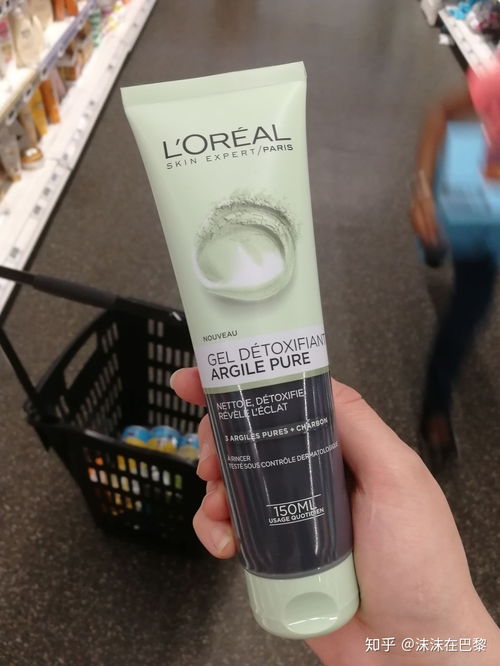 L'ORÉAL
SKIN EXPERT/PARIS
NOUVEAU
GEL DÉTOXIFIANT
ARGILE PURE
NETTOIE, DÉTOXIFIE,
RÉVÈLE L'ÉCLAT
3 ARGILES PURES + CHARBON
À RINCER
TESTÉ SOUS CONTRÔLE DERMATOLOGIQUE
150ML
USAGE QUOTIDIEN
知乎 @沫沫在巴黎